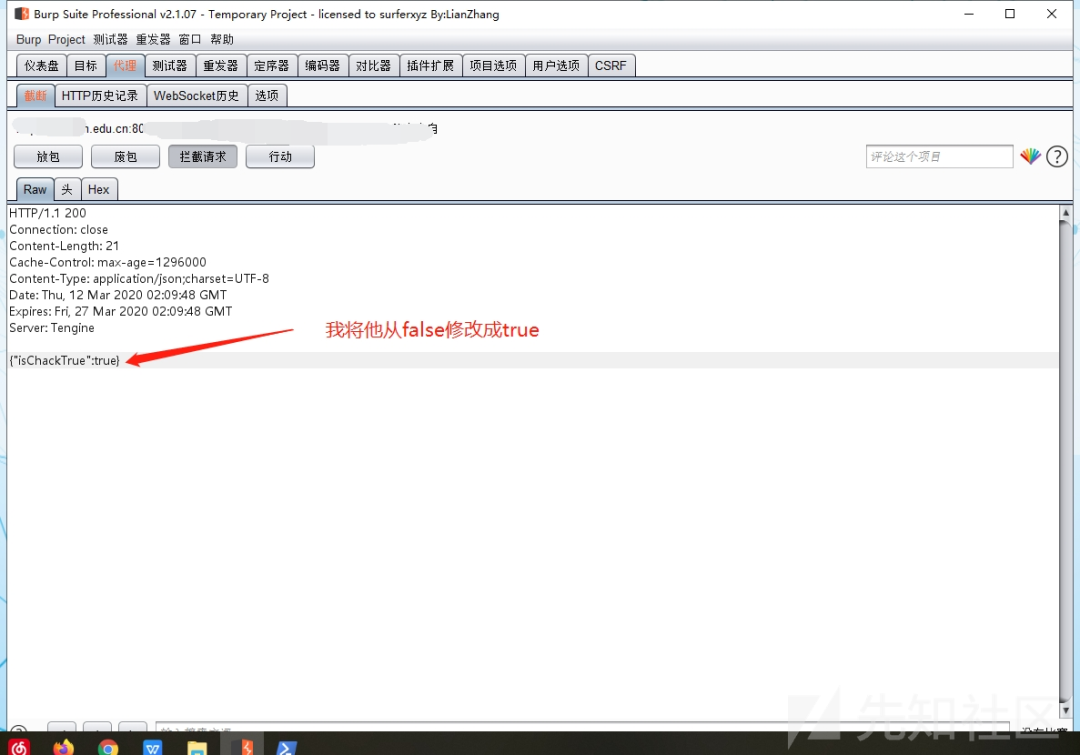 Burp Suite Professional v2.1.07 - Temporary Project - licensed to surferxyz By:LianZhang
Burp Project 测试器 重发器 窗口 帮助
仪表盘 目标 代理 测试器 重发器 定序器 编码器 对比器 插件扩展 项目选项 用户选项 CSRF
截断 HTTP历史记录 WebSocket历史 选项
.edu.cn:80
放包 废包 拦截请求 行动 评论这个项目 ?
Raw 头 Hex
HTTP/1.1 200
Connection: close
Content-Length: 21
Cache-Control: max-age=1296000
Content-Type: application/json;charset=UTF-8
Date: Thu, 12 Mar 2020 02:09:48 GMT
Expires: Fri, 27 Mar 2020 02:09:48 GMT
Server: Tengine
我将他从false修改成true
{"isChackTrue":true}
先知社区